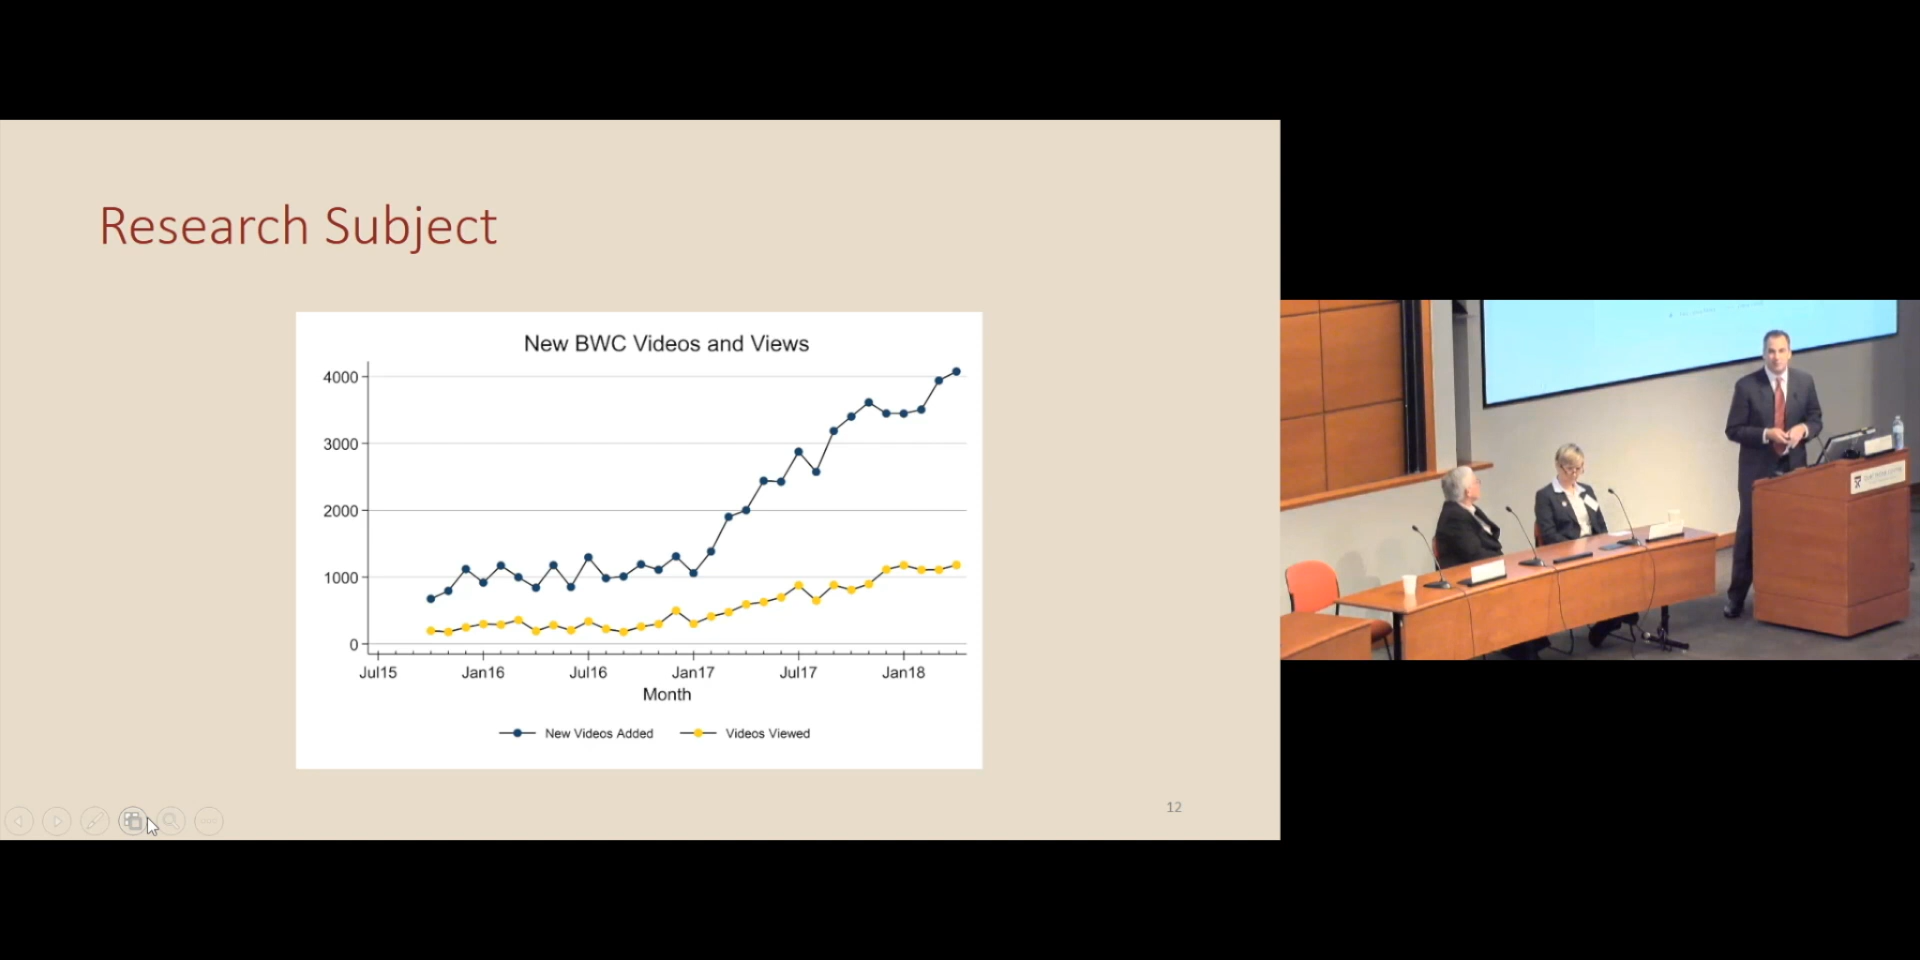 Research Subject
New BWC Videos and Views
4000
3000
2000
1000
0
Jul15 Jan16 Jul16 Jan17 Jul17 Jan18
Month
New Videos Added Videos Viewed
12